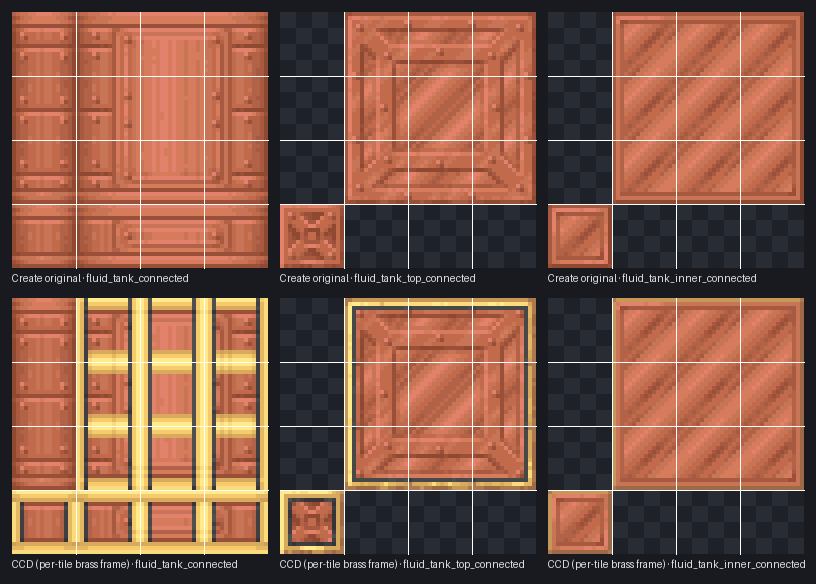 Create original · fluid_tank_connected
Create original · fluid_tank_top_connected
Create original · fluid_tank_inner_connected
CCD (per-tile brass frame) · fluid_tank_connected
CCD (per-tile brass frame) · fluid_tank_top_connected
CCD (per-tile brass frame) · fluid_tank_inner_connected